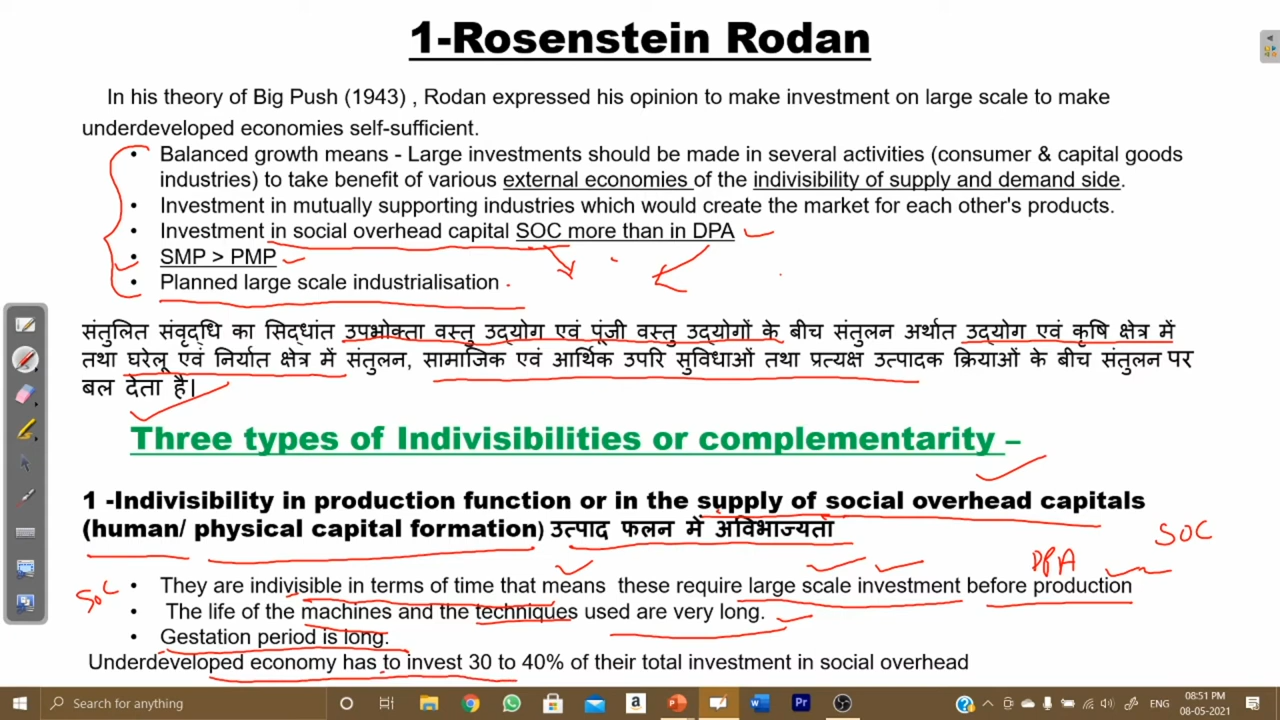 1-Rosenstein Rodan
In his theory of Big Push (1943) , Rodan expressed his opinion to make investment on large scale to make
underdeveloped economies self-sufficient.
• Balanced growth means - Large investments should be made in several activities (consumer & capital goods
industries) to take benefit of various external economies of the indivisibility of supply and demand side.
• Investment in mutually supporting industries which would create the market for each other's products.
• Investment in social overhead capital SOC more than in DPA
• SMP > PMP
• Planned large scale industrialisation
संतुलित संवृद्धि का सिद्धांत उपभोक्ता वस्तु उद्योग एवं पूंजी वस्तु उद्योगों के बीच संतुलन अर्थात उद्योग एवं कृषि क्षेत्र में
तथा घरेलू एवं निर्यात क्षेत्र में संतुलन, सामाजिक एवं आर्थिक उपरि सुविधाओं तथा प्रत्यक्ष उत्पादक क्रियाओं के बीच संतुलन पर
बल देता है।
Three types of Indivisibilities or complementarity –
1 -Indivisibility in production function or in the supply of social overhead capitals
(human/ physical capital formation) उत्पाद फलन में अविभाज्यता
SOC
DPA
SOC
• They are indivisible in terms of time that means these require large scale investment before production
• The life of the machines and the techniques used are very long.
• Gestation period is long.
Underdeveloped economy has to invest 30 to 40% of their total investment in social overhead
Search for anything
ENG
08:51 PM
08-05-2021